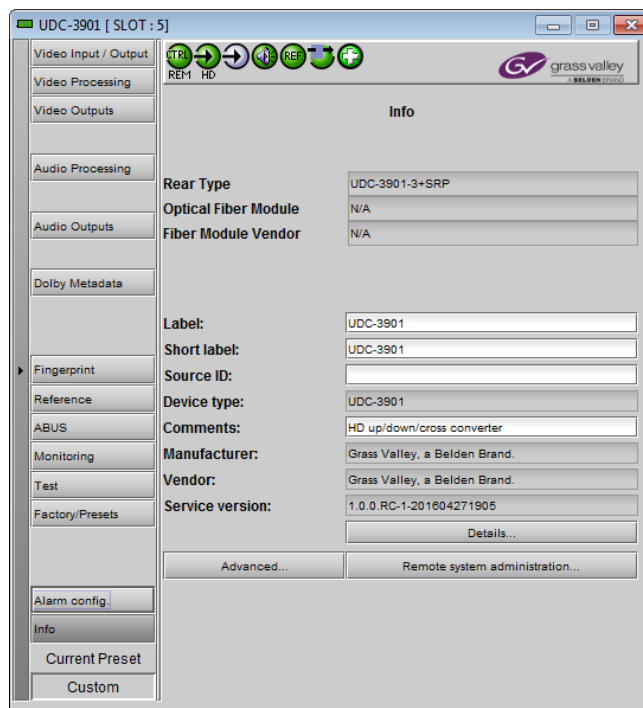 UDC-3901 [ SLOT : 5]
Video Input / Output
Video Processing
Video Outputs
Audio Processing
Audio Outputs
Dolby Metadata
Fingerprint
Reference
ABUS
Monitoring
Test
Factory/Presets
Alarm config.
Info
Current Preset
Custom
CTRL
REF
REM HD
grass valley
A BELDEN BRAND
Info
Rear Type UDC-3901-3+SRP
Optical Fiber Module N/A
Fiber Module Vendor N/A
Label: UDC-3901
Short label: UDC-3901
Source ID:
Device type: UDC-3901
Comments: HD up/down/cross converter
Manufacturer: Grass Valley, a Belden Brand.
Vendor: Grass Valley, a Belden Brand.
Service version: 1.0.0.RC-1-201604271905
Details...
Advanced... Remote system administration...